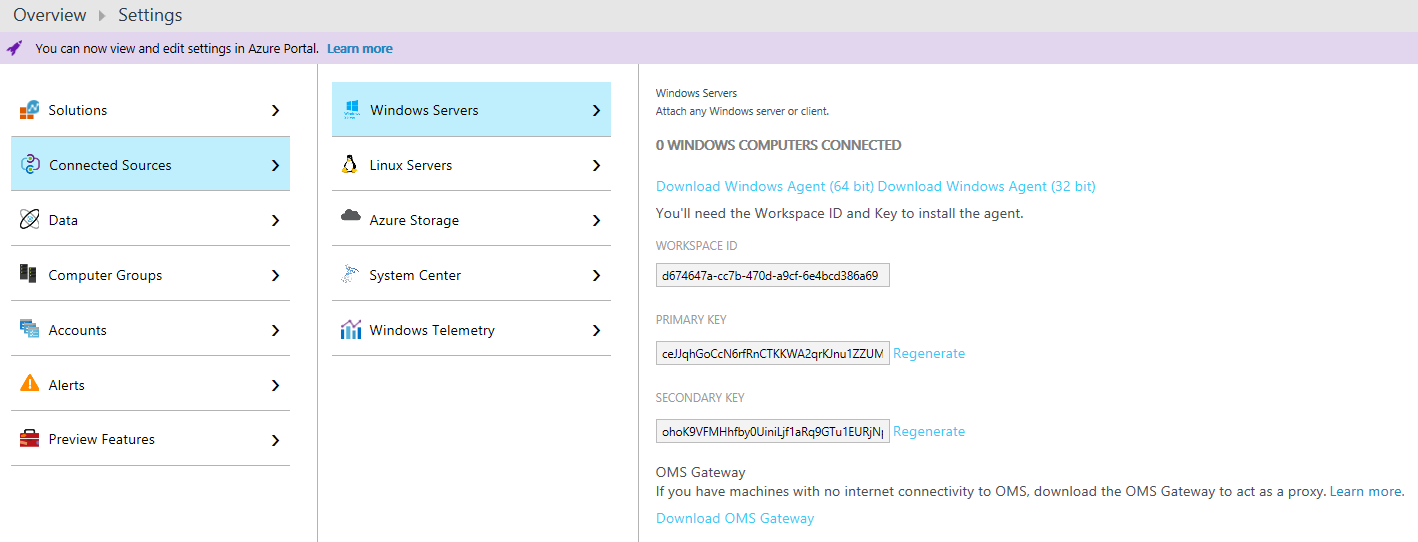 Overview Settings
You can now view and edit settings in Azure Portal. Learn more
Solutions
Connected Sources
Data
Computer Groups
Accounts
Alerts
Preview Features
Windows Servers
Linux Servers
Azure Storage
System Center
Windows Telemetry
Windows Servers
Attach any Windows server or client.
0 WINDOWS COMPUTERS CONNECTED
Download Windows Agent (64 bit) Download Windows Agent (32 bit)
You'll need the Workspace ID and Key to install the agent.
WORKSPACE ID
d674647a-cc7b-470d-a9cf-6e4bcd386a69
PRIMARY KEY
ceJJqhGoCcN6rfRnCTKKWA2qrKJnu1ZZUM Regenerate
SECONDARY KEY
ohoK9VFMHhfby0UiniLjf1aRq9GTu1EURjN Regenerate
OMS Gateway
If you have machines with no internet connectivity to OMS, download the OMS Gateway to act as a proxy. Learn more.
Download OMS Gateway